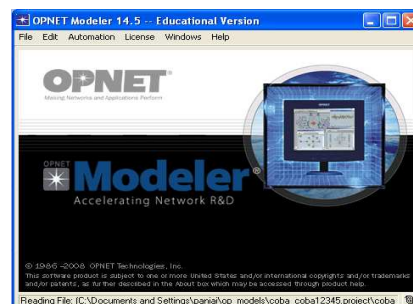 OPNET Modeler 14.5 -- Educational Version
File Edit Automation License Windows Help
OPNET
Making Networks and Applications Perform
OPNET
Modeler
Accelerating Network R&D
© 1986-2008 OPNET Technologies, Inc.
This software product is subject to one or more United States and/or international copyrights and/or trademarks
and/or patents, as further described in the About box which may be accessed through product help.
Reading File: (C:\Documents and Settings\panjai\op_models\coba_coba12345.project\coba